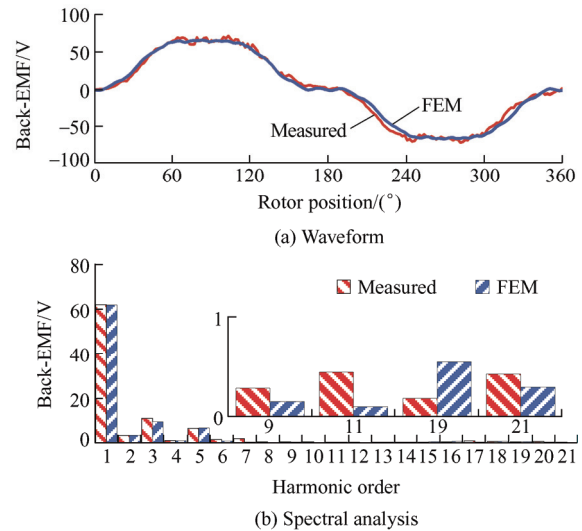 Back-EMF/V
100
50
0
−50
−100
Measured
FEM
0 60 120 180 240 300 360
Rotor position/(°)
(a) Waveform
Back-EMF/V
80
60
40
20
0
Measured FEM
1
0
9 11 19 21
1 2 3 4 5 6 7 8 9 10 11 12 13 14 15 16 17 18 19 20 21
Harmonic order
(b) Spectral analysis